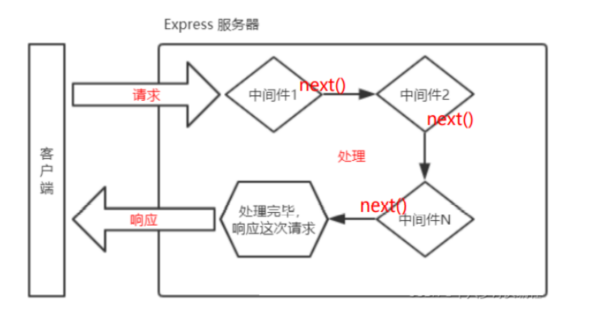 Express 服务器
客户端
请求
中间件1
next()
中间件2
next()
处理
中间件N
next()
处理完毕，
响应这次请求
响应